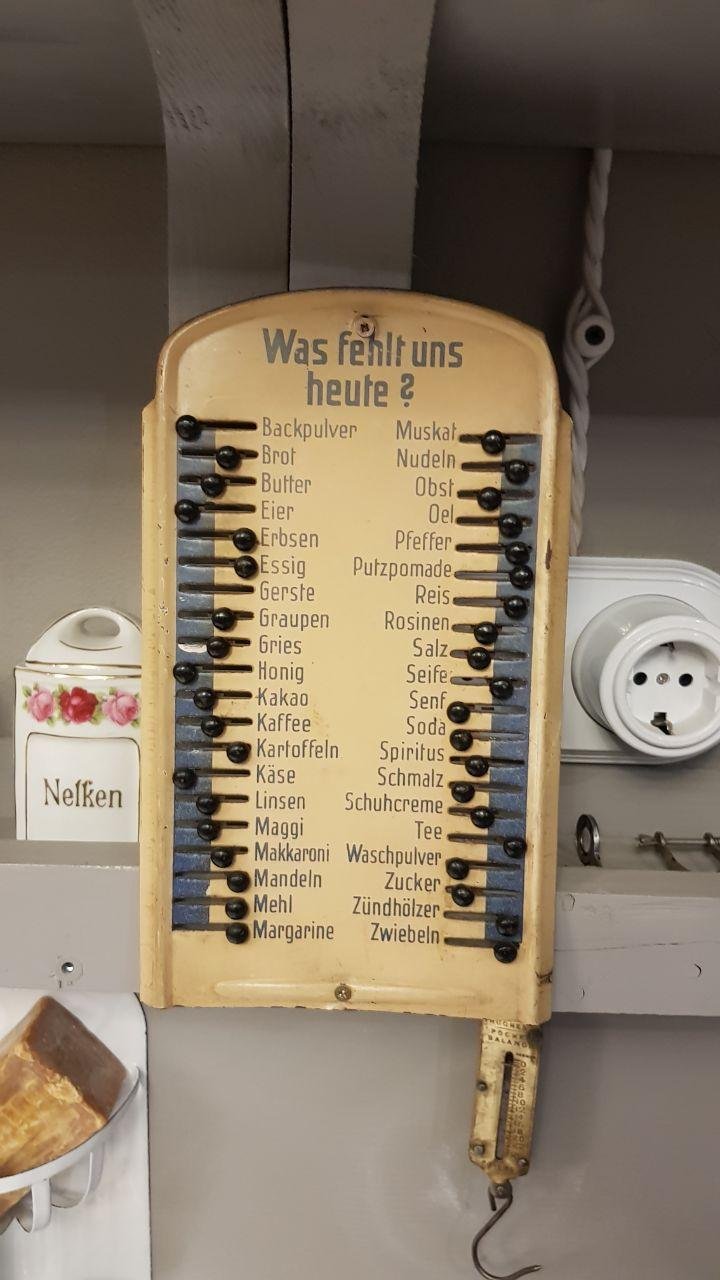 Was fehlt uns
heute ?
Backpulver
Brot
Butter
Eier
Erbsen
Essig
Gerste
Graupen
Gries
Honig
Kakao
Kaffee
Kartoffeln
Käse
Linsen
Maggi
Makkaroni
Mandeln
Mehl
Margarine
Muskat
Nudeln
Obst
Oel
Pfeffer
Putzpomade
Reis
Rosinen
Salz
Seife
Senf
Soda
Spiritus
Schmalz
Schuhcreme
Tee
Waschpulver
Zucker
Zündhölzer
Zwiebeln
Nelken
POCKET
BALANCE